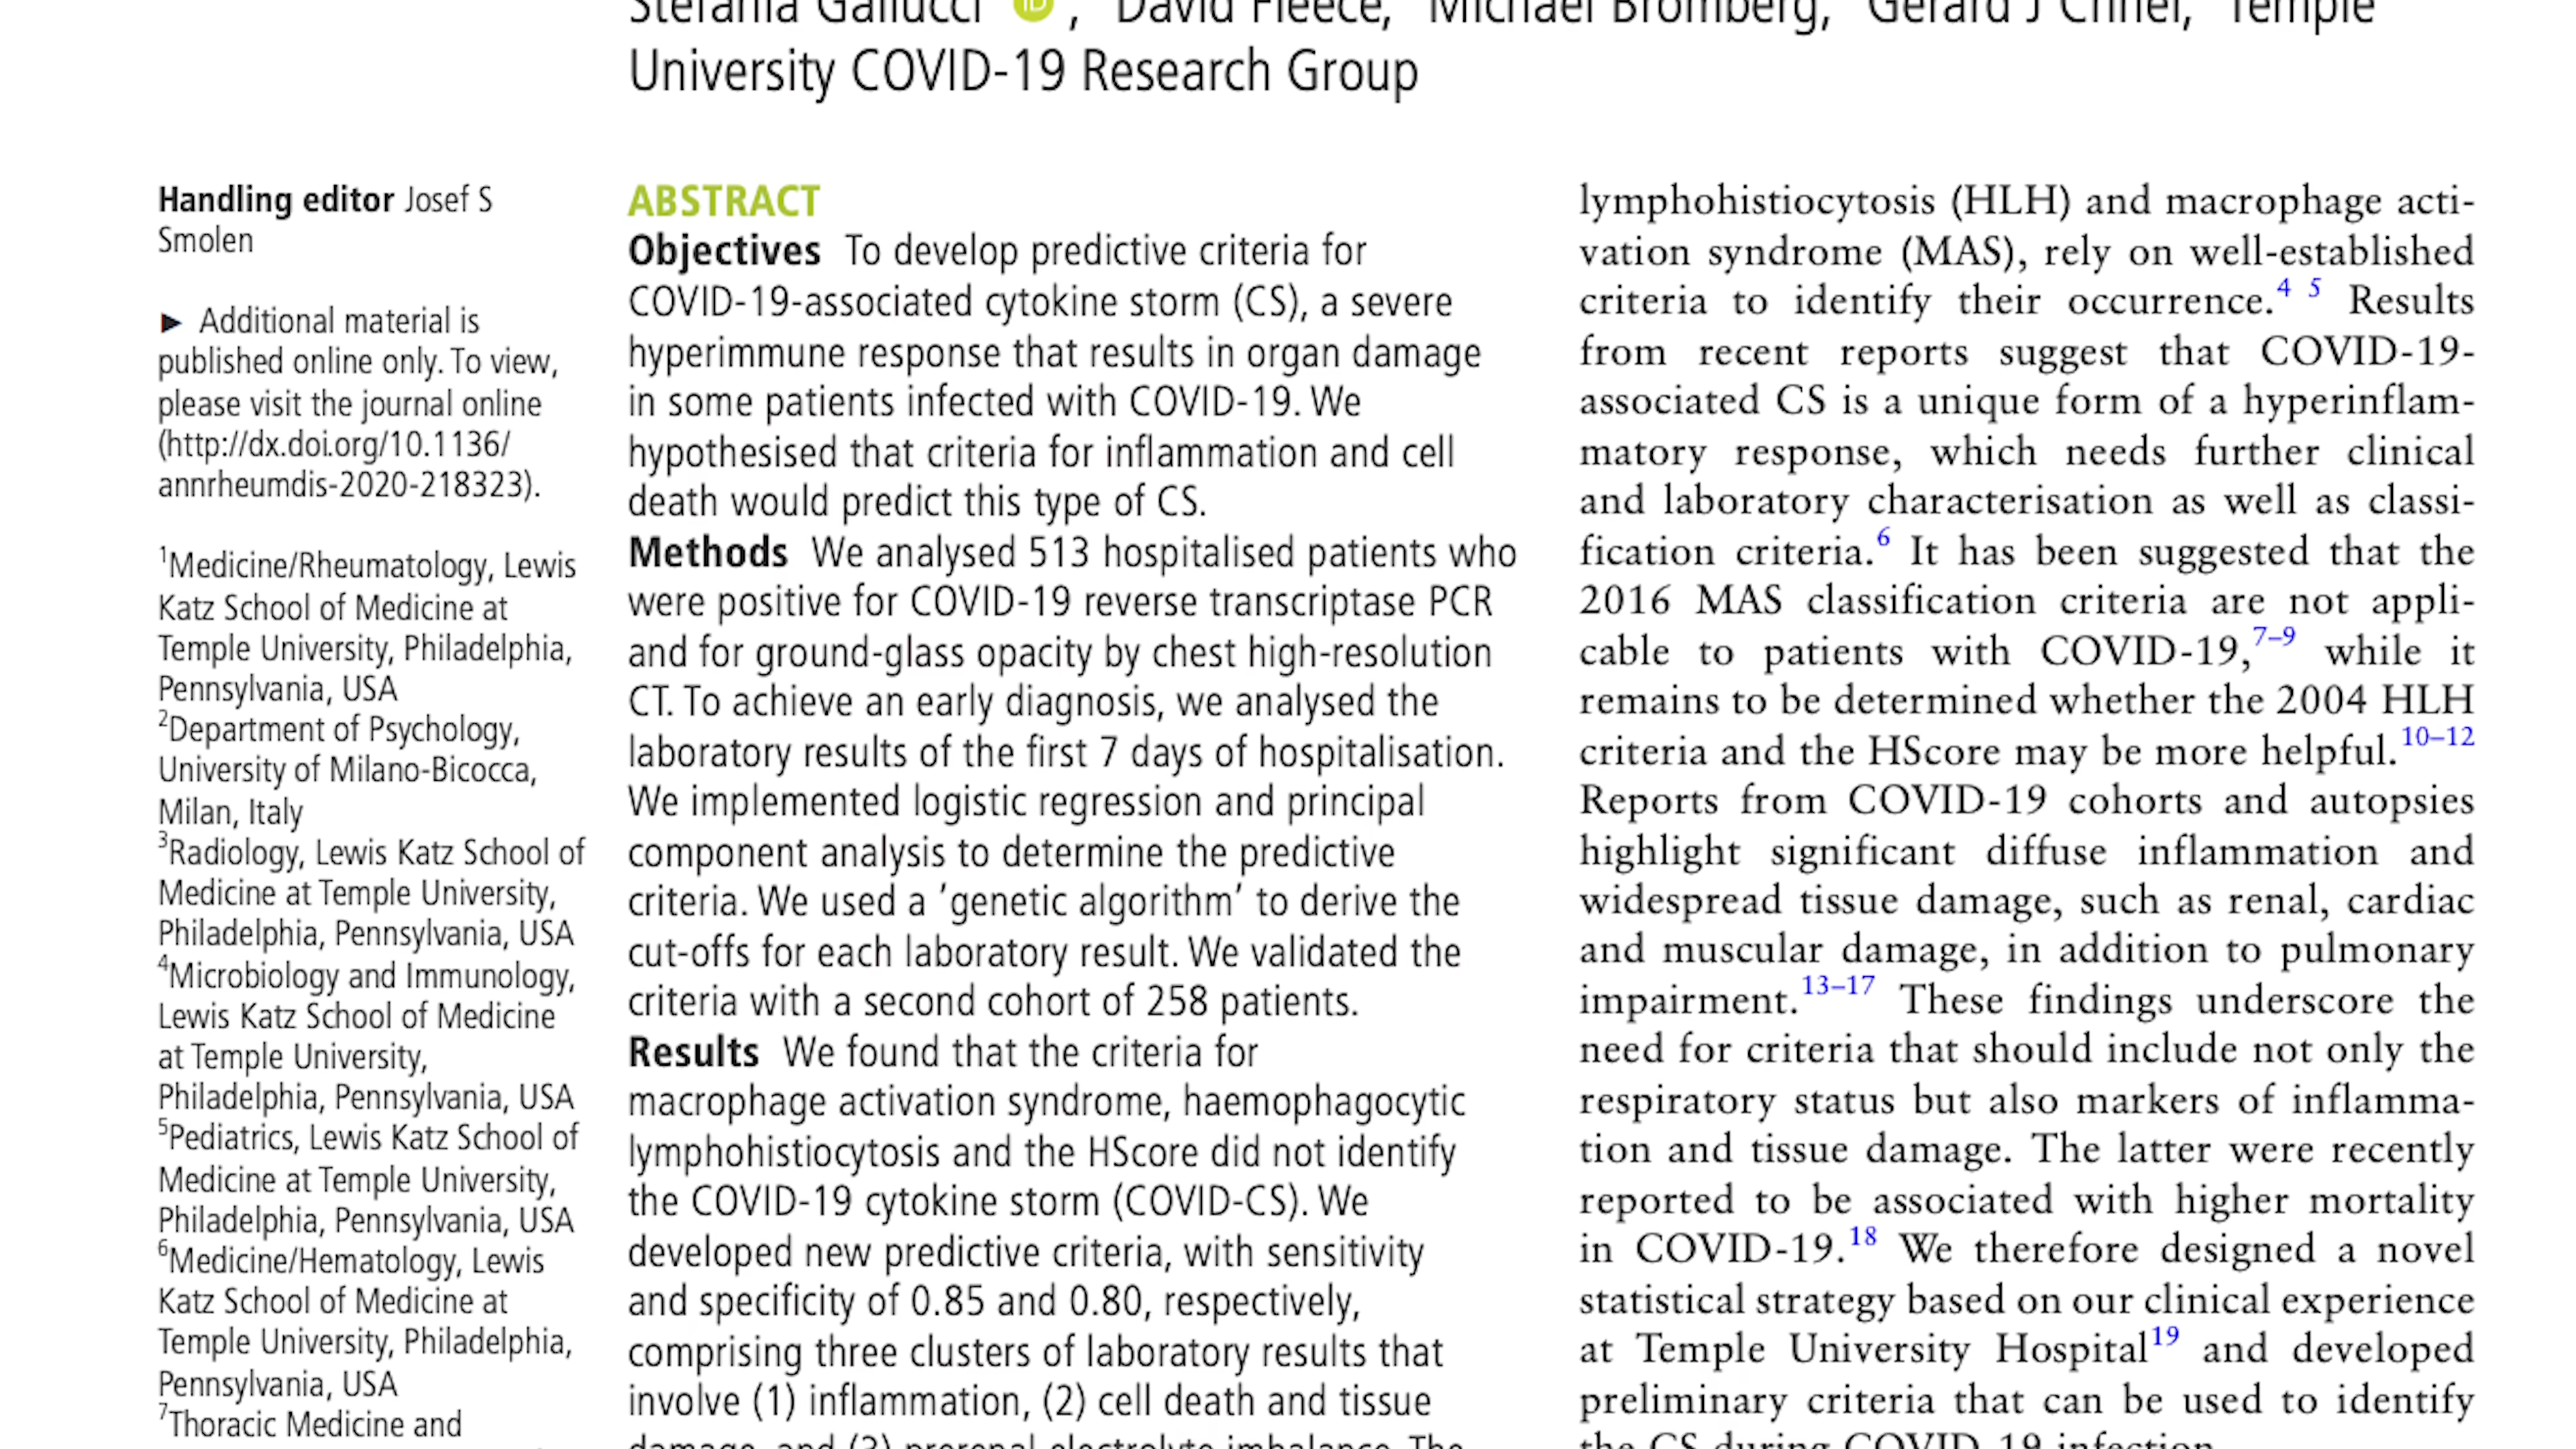 Stefania Gallucci iD, David Fleece, Michael Bromberg, Gerard J Criner, Temple
University COVID-19 Research Group
Handling editor Josef S
Smolen
► Additional material is
published online only. To view,
please visit the journal online
(http://dx.doi.org/10.1136/
annrheumdis-2020-218323).
1Medicine/Rheumatology, Lewis
Katz School of Medicine at
Temple University, Philadelphia,
Pennsylvania, USA
2Department of Psychology,
University of Milano-Bicocca,
Milan, Italy
3Radiology, Lewis Katz School of
Medicine at Temple University,
Philadelphia, Pennsylvania, USA
4Microbiology and Immunology,
Lewis Katz School of Medicine
at Temple University,
Philadelphia, Pennsylvania, USA
5Pediatrics, Lewis Katz School of
Medicine at Temple University,
Philadelphia, Pennsylvania, USA
6Medicine/Hematology, Lewis
Katz School of Medicine at
Temple University, Philadelphia,
Pennsylvania, USA
7Thoracic Medicine and
ABSTRACT
Objectives To develop predictive criteria for
COVID-19-associated cytokine storm (CS), a severe
hyperimmune response that results in organ damage
in some patients infected with COVID-19. We
hypothesised that criteria for inflammation and cell
death would predict this type of CS.
Methods We analysed 513 hospitalised patients who
were positive for COVID-19 reverse transcriptase PCR
and for ground-glass opacity by chest high-resolution
CT. To achieve an early diagnosis, we analysed the
laboratory results of the first 7 days of hospitalisation.
We implemented logistic regression and principal
component analysis to determine the predictive
criteria. We used a 'genetic algorithm' to derive the
cut-offs for each laboratory result. We validated the
criteria with a second cohort of 258 patients.
Results We found that the criteria for
macrophage activation syndrome, haemophagocytic
lymphohistiocytosis and the HScore did not identify
the COVID-19 cytokine storm (COVID-CS). We
developed new predictive criteria, with sensitivity
and specificity of 0.85 and 0.80, respectively,
comprising three clusters of laboratory results that
involve (1) inflammation, (2) cell death and tissue
damage, and (3) prerenal electrolyte imbalance. The
lymphohistiocytosis (HLH) and macrophage acti-
vation syndrome (MAS), rely on well-established
criteria to identify their occurrence.4 5 Results
from recent reports suggest that COVID-19-
associated CS is a unique form of a hyperinflam-
matory response, which needs further clinical
and laboratory characterisation as well as classi-
fication criteria.6 It has been suggested that the
2016 MAS classification criteria are not appli-
cable to patients with COVID-19,7–9 while it
remains to be determined whether the 2004 HLH
criteria and the HScore may be more helpful.10–12
Reports from COVID-19 cohorts and autopsies
highlight significant diffuse inflammation and
widespread tissue damage, such as renal, cardiac
and muscular damage, in addition to pulmonary
impairment.13–17 These findings underscore the
need for criteria that should include not only the
respiratory status but also markers of inflamma-
tion and tissue damage. The latter were recently
reported to be associated with higher mortality
in COVID-19.18 We therefore designed a novel
statistical strategy based on our clinical experience
at Temple University Hospital19 and developed
preliminary criteria that can be used to identify
the CS during COVID-19 infection.